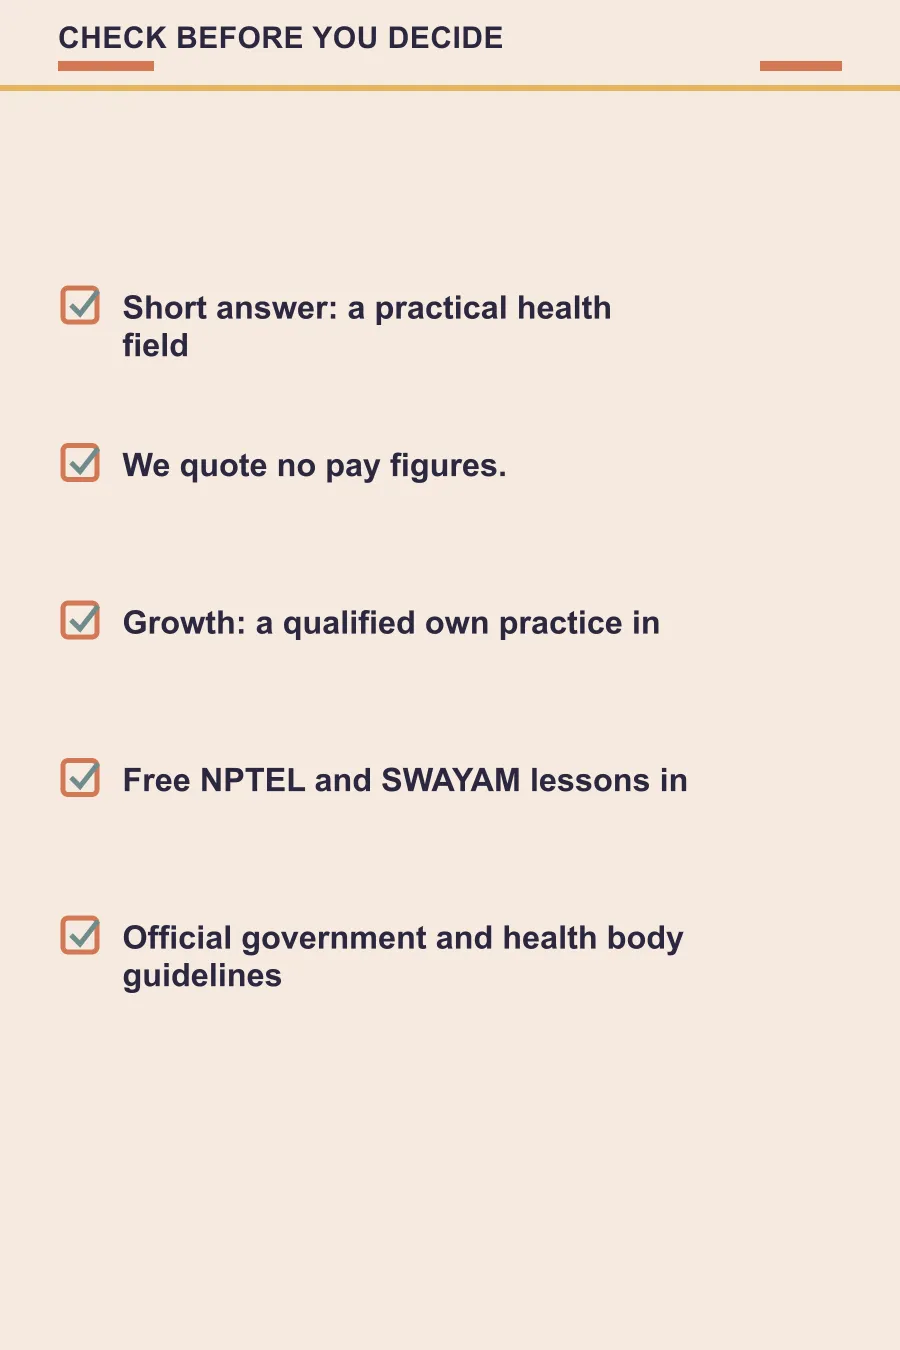 CHECK BEFORE YOU DECIDE
Short answer: a practical health
field
We quote no pay figures.
Growth: a qualified own practice in
Free NPTEL and SWAYAM lessons in
Official government and health body
guidelines